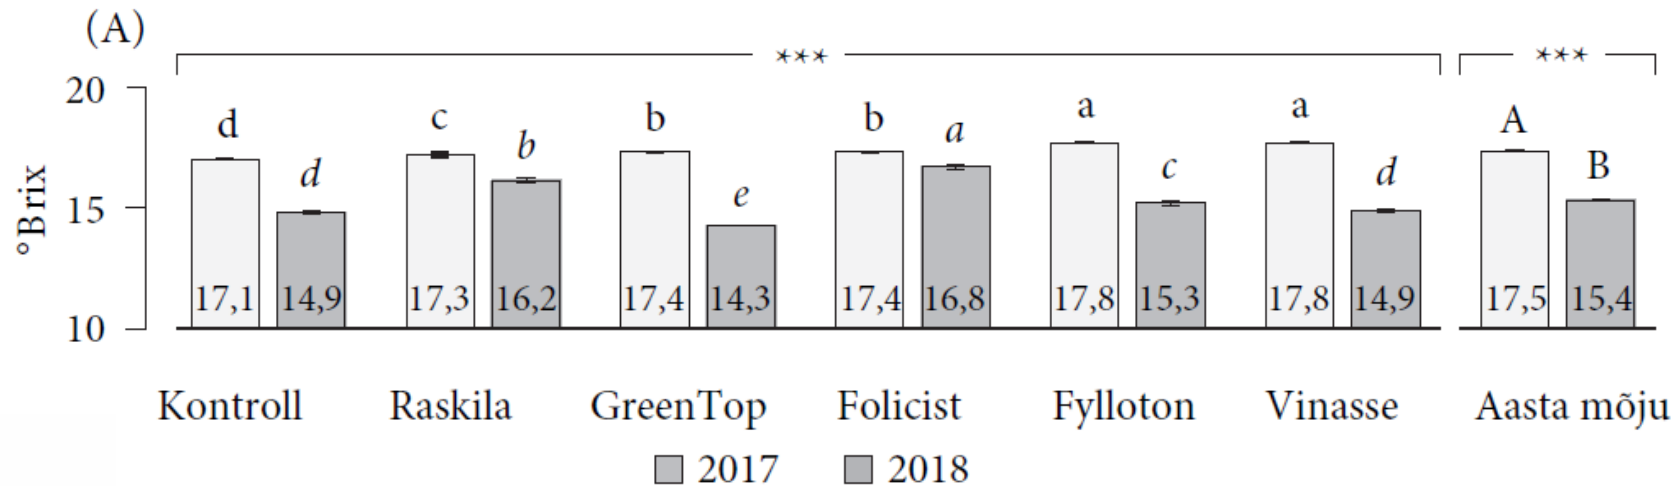 (A)
*** ***
20
d c b b a a A
d b e a c d B
15
°Brix
17,1 14,9 17,3 16,2 17,4 14,3 17,4 16,8 17,8 15,3 17,8 14,9 17,5 15,4
10
Kontroll Raskila GreenTop Folicist Fylloton Vinasse Aasta mõju
2017 2018